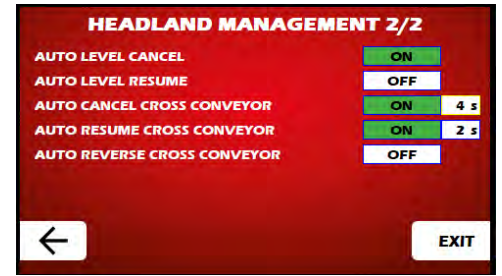 HEADLAND MANAGEMENT 2/2
AUTO LEVEL CANCEL ON
AUTO LEVEL RESUME OFF
AUTO CANCEL CROSS CONVEYOR ON 4 s
AUTO RESUME CROSS CONVEYOR ON 2 s
AUTO REVERSE CROSS CONVEYOR OFF
EXIT